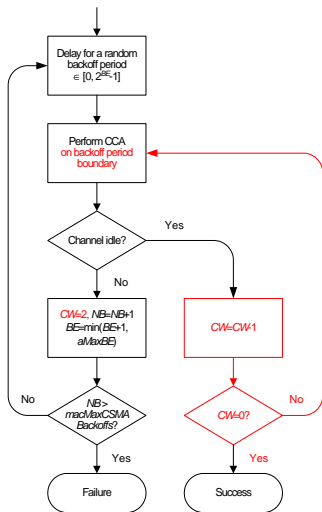 Delay for a random
backoff period
∈ [0, 2^BE-1]
Perform CCA
on backoff period
boundary
Channel idle?
Yes
No
CW=2, NB=NB+1
BE=min(BE+1,
aMaxBE)
CW=CW-1
No
NB>
macMaxCSMA
Backoffs?
CW=0?
No
Yes
Yes
Failure
Success